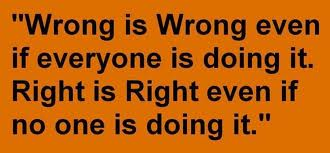 "Wrong is Wrong even
if everyone is doing it.
Right is Right even if
no one is doing it."